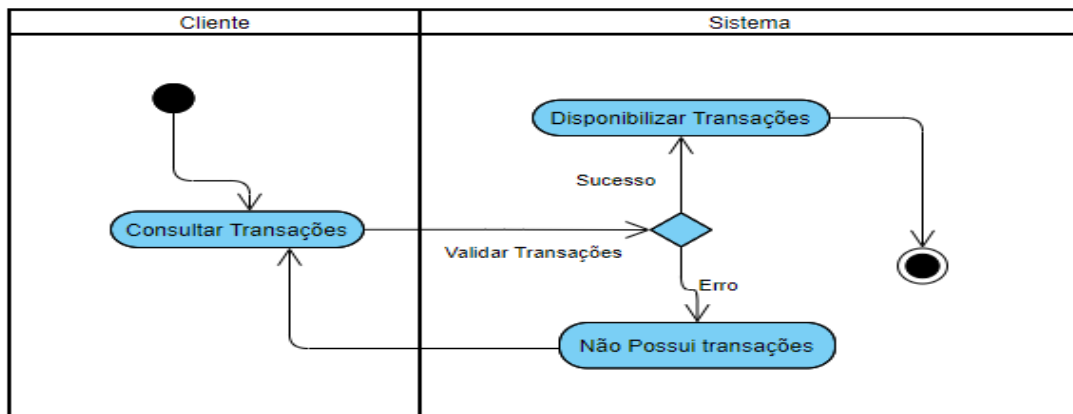 Cliente
Sistema
Disponibilizar Transações
Sucesso
Consultar Transações
Validar Transações
Erro
Não Possui transações